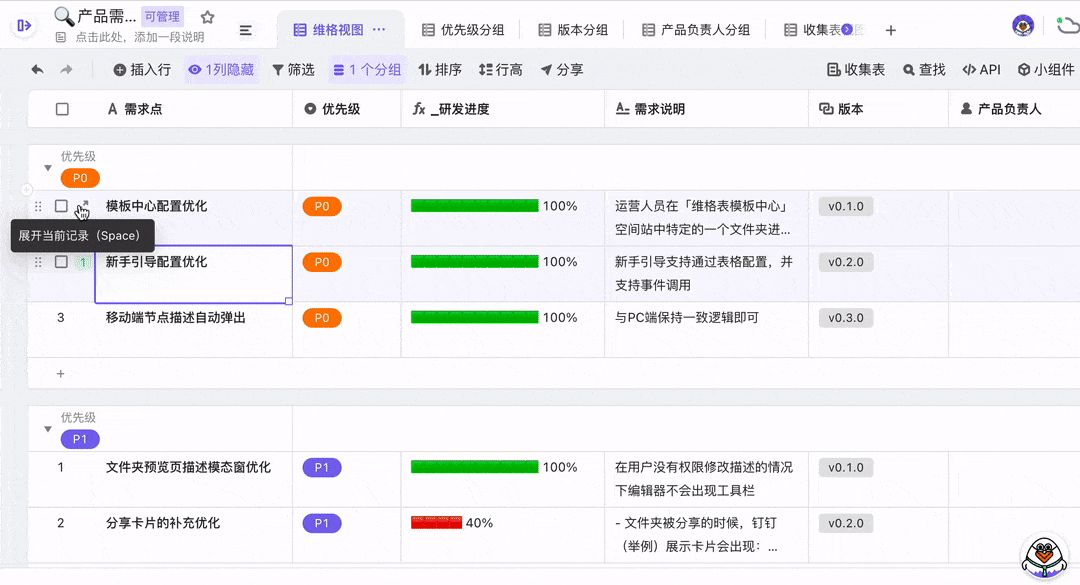 产品需... 可管理
点击此处，添加一段说明
维格视图 ···
优先级分组
版本分组
产品负责人分组
收集表
插入行
1列隐藏
筛选
1 个分组
排序
行高
分享
收集表
查找
API
小组件
需求点
优先级
_研发进度
需求说明
版本
产品负责人
优先级
P0
模板中心配置优化
P0
100%
运营人员在「维格表模板中心」
空间站中特定的一个文件夹进...
v0.1.0
展开当前记录（Space）
1
新手引导配置优化
P0
100%
新手引导支持通过表格配置，并
支持事件调用
v0.2.0
3
移动端节点描述自动弹出
P0
100%
与PC端保持一致逻辑即可
v0.3.0
优先级
P1
1
文件夹预览页描述模态窗优化
P1
100%
在用户没有权限修改描述的情况
下编辑器不会出现工具栏
v0.1.0
2
分享卡片的补充优化
P1
40%
- 文件夹被分享的时候，钉钉
（举例）展示卡片会出现：...
v0.2.0